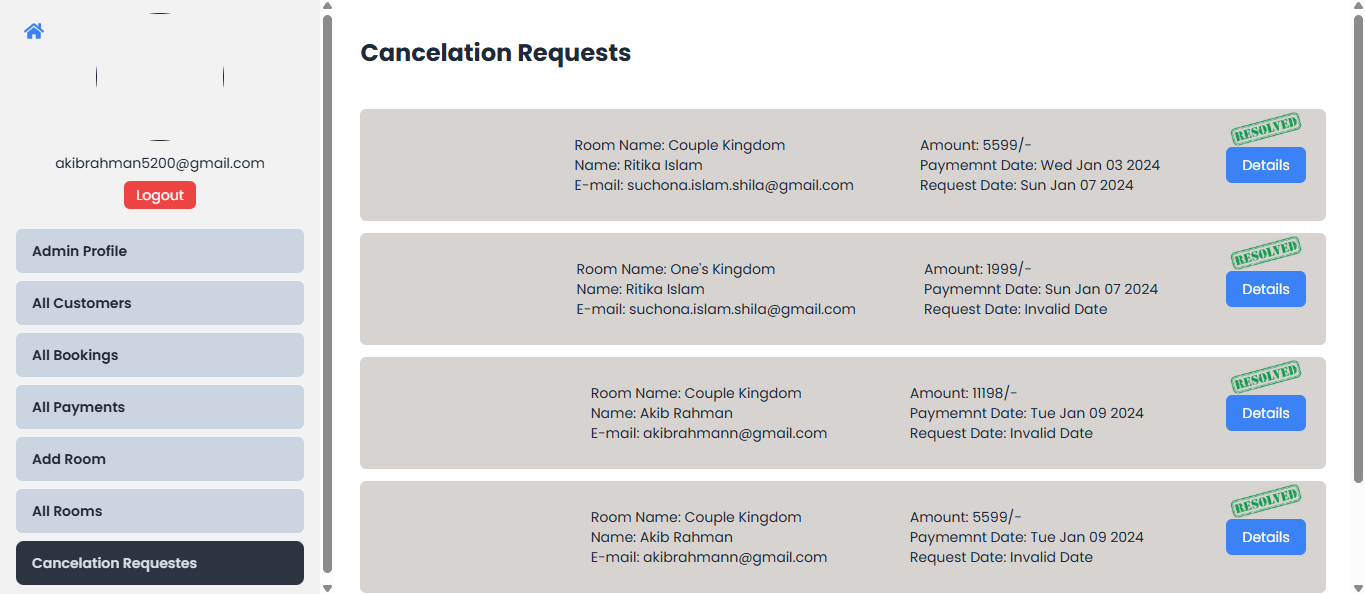 akibrahman5200@gmail.com
Logout
Admin Profile
All Customers
All Bookings
All Payments
Add Room
All Rooms
Cancelation Requestes
Cancelation Requests
Room Name: Couple Kingdom
Name: Ritika Islam
E-mail: suchona.islam.shila@gmail.com
Amount: 5599/-
Paymemnt Date: Wed Jan 03 2024
Request Date: Sun Jan 07 2024
RESOLVED
Details
Room Name: One's Kingdom
Name: Ritika Islam
E-mail: suchona.islam.shila@gmail.com
Amount: 1999/-
Paymemnt Date: Sun Jan 07 2024
Request Date: Invalid Date
RESOLVED
Details
Room Name: Couple Kingdom
Name: Akib Rahman
E-mail: akibrahmann@gmail.com
Amount: 11198/-
Paymemnt Date: Tue Jan 09 2024
Request Date: Invalid Date
RESOLVED
Details
Room Name: Couple Kingdom
Name: Akib Rahman
E-mail: akibrahmann@gmail.com
Amount: 5599/-
Paymemnt Date: Tue Jan 09 2024
Request Date: Invalid Date
RESOLVED
Details